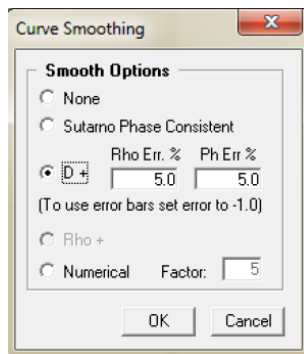 Curve Smoothing
Smooth Options
None
Sutarno Phase Consistent
Rho Err. % Ph Err %
D + 5.0 5.0
(To use error bars set error to -1.0)
Rho +
Numerical Factor: 5
OK Cancel